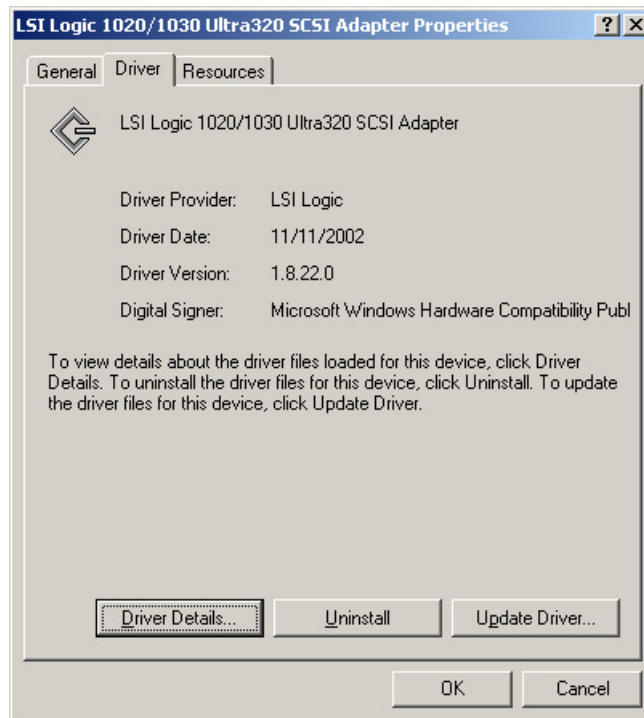 LSI Logic 1020/1030 Ultra320 SCSI Adapter Properties
General Driver Resources
LSI Logic 1020/1030 Ultra320 SCSI Adapter
Driver Provider: LSI Logic
Driver Date: 11/11/2002
Driver Version: 1.8.22.0
Digital Signer: Microsoft Windows Hardware Compatibility Publ
To view details about the driver files loaded for this device, click Driver
Details. To uninstall the driver files for this device, click Uninstall. To update
the driver files for this device, click Update Driver.
Driver Details... Uninstall Update Driver...
OK Cancel